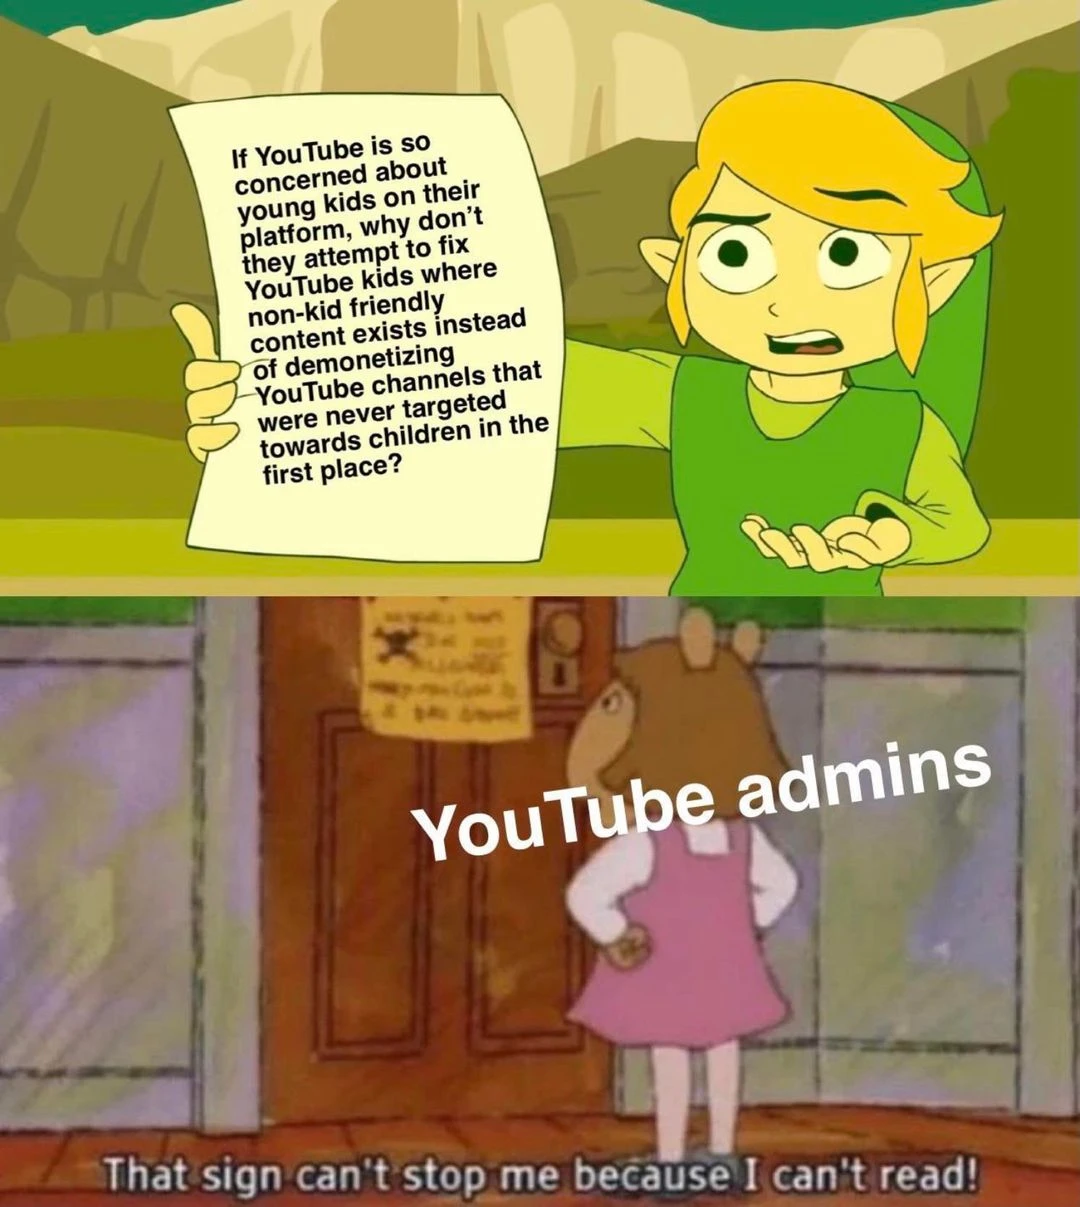 If YouTube is so
concerned about
young kids on their
platform, why don't
they attempt to fix
YouTube kids where
non-kid friendly
content exists instead
of demonetizing
YouTube channels that
were never targeted
towards children in the
first place?
YouTube admins
That sign can't stop me because I can't read!